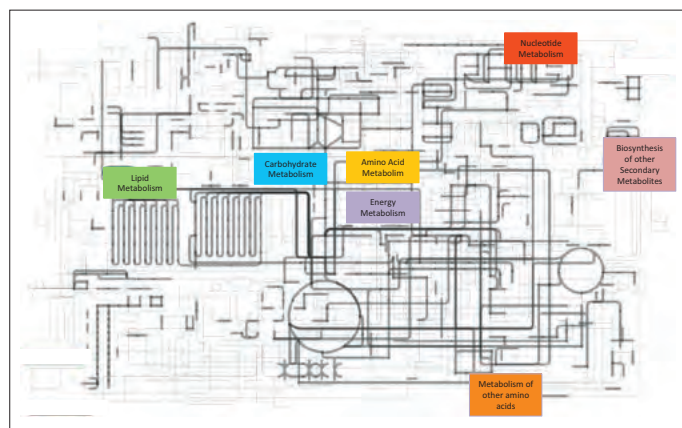 Nucleotide
Metabolism
Biosynthesis
of other
Secondary
Metabolites
Carbohydrate
Metabolism
Amino Acid
Metabolim
Lipid
Metabolism
Energy
Metabolism
Metabolism of
other amino
acids